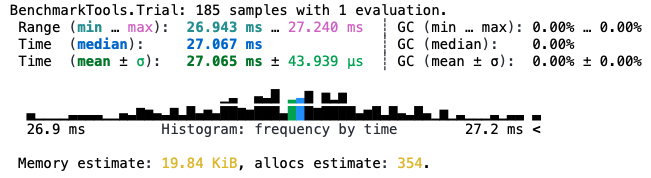 BenchmarkTools.Trial: 185 samples with 1 evaluation.
Range (min … max): 26.943 ms … 27.240 ms ┊ GC (min … max): 0.00% … 0.00%
Time (median): 27.067 ms ┊ GC (median): 0.00%
Time (mean ± σ): 27.065 ms ± 43.939 μs ┊ GC (mean ± σ): 0.00% ± 0.00%
26.9 ms Histogram: frequency by time 27.2 ms <
Memory estimate: 19.84 KiB, allocs estimate: 354.